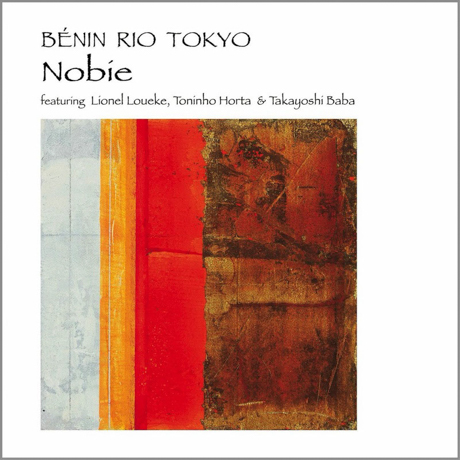 BÉNIN RIO TOKYO
Nobie
featuring Lionel Loueke, Toninho Horta & Takayoshi Baba